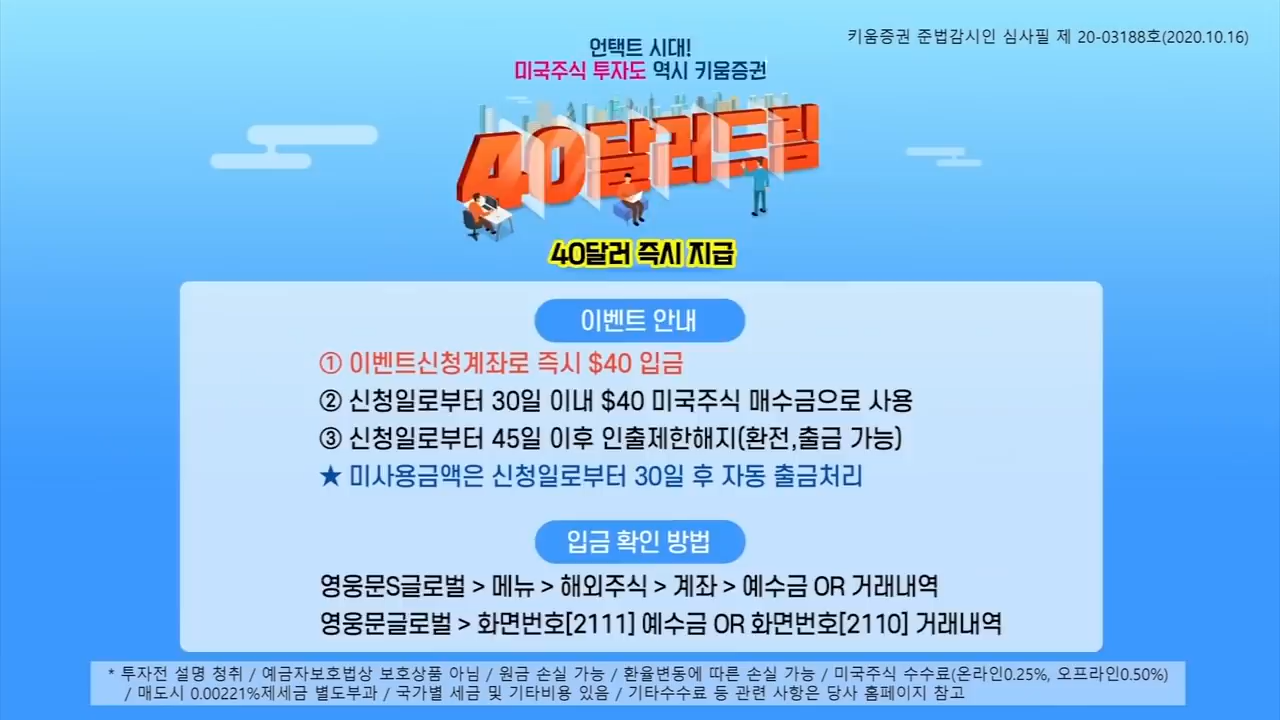 키움증권 준법감시인 심사필 제 20-03188호(2020.10.16)
언택트 시대!
미국주식 투자도 역시 키움증권
40달러드림
40달러 즉시 지급
이벤트 안내
① 이벤트신청계좌로 즉시 $40 입금
② 신청일로부터 30일 이내 $40 미국주식 매수금으로 사용
③ 신청일로부터 45일 이후 인출제한해지(환전,출금 가능)
★ 미사용금액은 신청일로부터 30일 후 자동 출금처리
입금 확인 방법
영웅문S글로벌 > 메뉴 > 해외주식 > 계좌 > 예수금 OR 거래내역
영웅문글로벌 > 화면번호[2111] 예수금 OR 화면번호[2110] 거래내역
* 투자전 설명 청취 / 예금자보호법상 보호상품 아님 / 원금 손실 가능 / 환율변동에 따른 손실 가능 / 미국주식 수수료(온라인0.25%, 오프라인0.50%)
/ 매도시 0.00221%제세금 별도부과 / 국가별 세금 및 기타비용 있음 / 기타수수료 등 관련 사항은 당사 홈페이지 참고